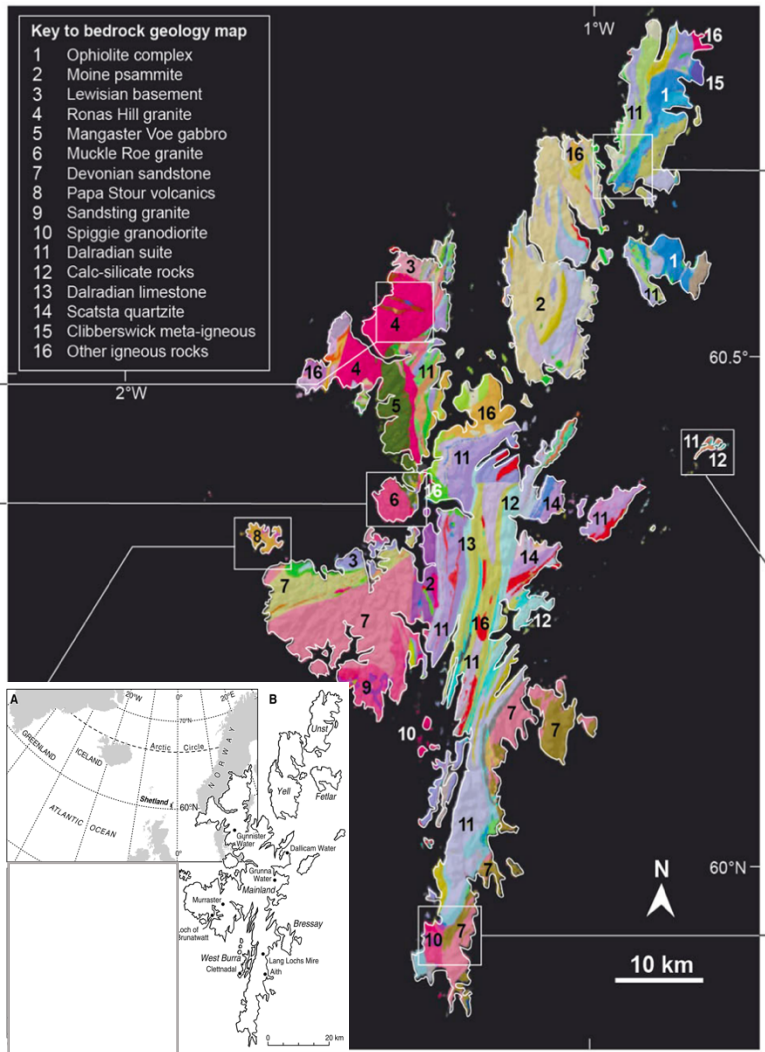 Key to bedrock geology map
1 Ophiolite complex
2 Moine psammite
3 Lewisian basement
4 Ronas Hill granite
5 Mangaster Voe gabbro
6 Muckle Roe granite
7 Devonian sandstone
8 Papa Stour volcanics
9 Sandsting granite
10 Spiggie granodiorite
11 Dalradian suite
12 Calc-silicate rocks
13 Dalradian limestone
14 Scatsta quartzite
15 Clibberswick meta-igneous
16 Other igneous rocks
1°W
16
15
1
11
16
3
1
2
11
4
60.5°
2°W
16
4
11
5
16
11
12
11
16
6
12
14
11
8
13
3
14
7
2
12
7
16
11
11
9
7
7
10
11
60°N
7
N
10
7
10 km
A
20°W
0°
20°E
70°N
GREENLAND
ICELAND
Arctic Circle
NORWAY
Shetland
60°N
ATLANTIC OCEAN
0°
B
Unst
Yell
Fetlar
Gunnister
Water
Dallicam Water
Grunna
Water
Mainland
Murraster
Loch of
Brunatwatt
Bressay
West Burra
Clettnadal
Lang Lochs Mire
Aith
0
20 km